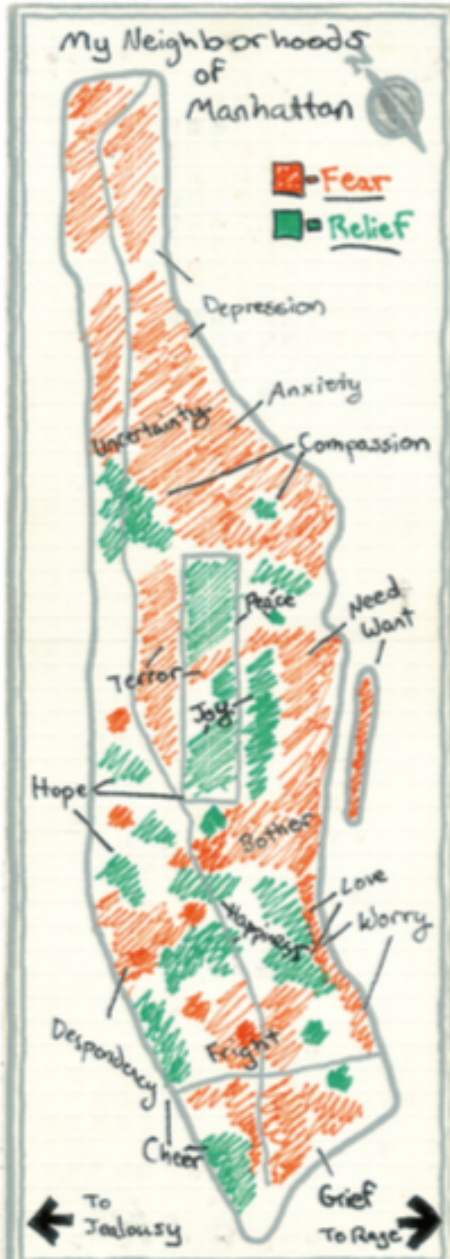 My Neighborhoods
of
Manhattan
N
Fear
Relief
Depression
Anxiety
Uncertainty
Compassion
Peace
Need
Want
Terror
Joy
Hope
Bother
Love
Happiness
Worry
Despondency
Fright
Cheer
Grief
To
Jealousy
To Rage